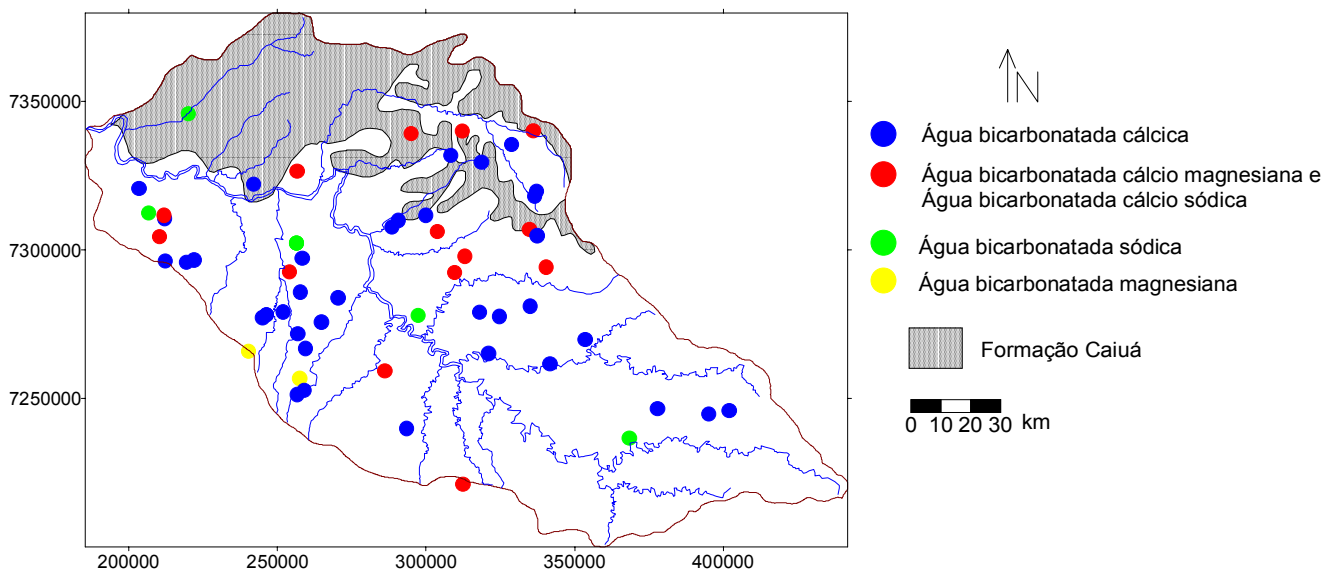 7350000
7300000
7250000
200000 250000 300000 350000 400000
N
Água bicarbonatada cálcica
Água bicarbonatada cálcio magnesiana e
Água bicarbonatada cálcio sódica
Água bicarbonatada sódica
Água bicarbonatada magnesiana
Formação Caiuá
0 10 20 30 km